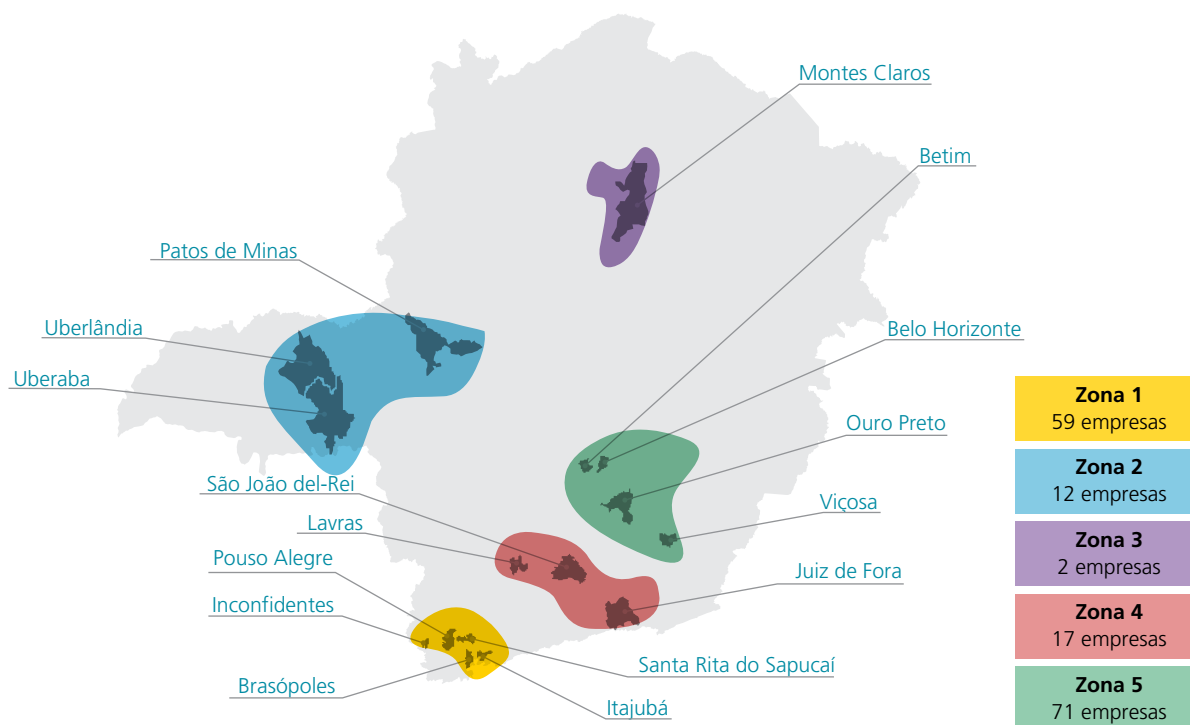 Montes Claros
Betim
Patos de Minas
Uberlândia
Belo Horizonte
Uberaba
Ouro Preto
São João del-Rei
Viçosa
Lavras
Pouso Alegre
Juiz de Fora
Inconfidentes
Santa Rita do Sapucaí
Brasópoles
Itajubá
Zona 1
59 empresas
Zona 2
12 empresas
Zona 3
2 empresas
Zona 4
17 empresas
Zona 5
71 empresas